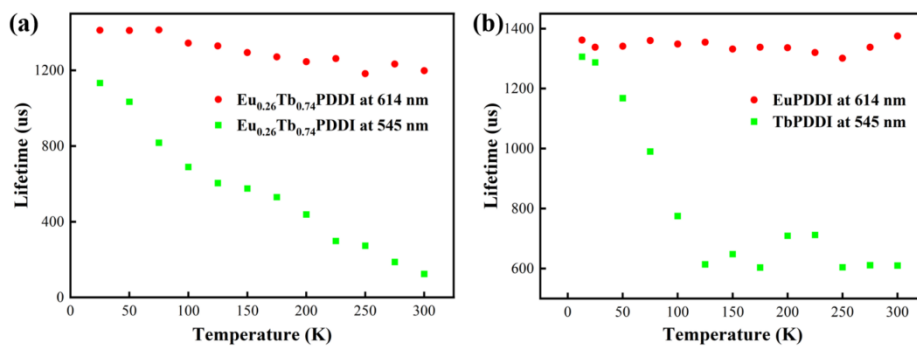 (a)
1200
800
400
0
Lifetime (us)
Eu0.26Tb0.74PDDI at 614 nm
Eu0.26Tb0.74PDDI at 545 nm
0 50 100 150 200 250 300
Temperature (K)
(b)
1400
1200
1000
800
600
Lifetime (us)
EuPDDI at 614 nm
TbPDDI at 545 nm
0 50 100 150 200 250 300
Temperature (K)